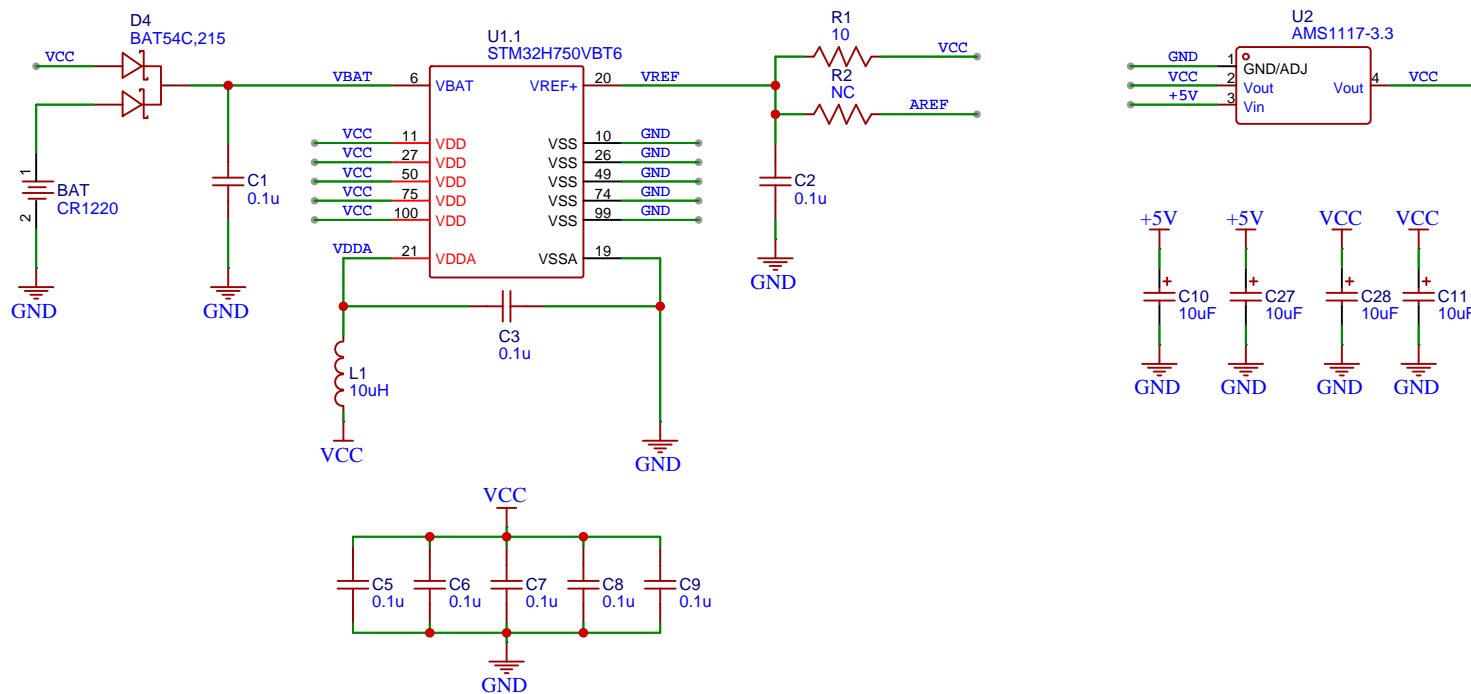 D4
BAT54C,215
VCC
1
BAT
CR1220
2
GND
C1
0.1u
GND
U1.1
STM32H750VBT6
VBAT 6 VBAT VREF+ 20 VREF
VCC 11 VDD VSS 10 GND
VCC 27 VDD VSS 26 GND
VCC 50 VDD VSS 49 GND
VCC 75 VDD VSS 74 GND
VCC 100 VDD VSS 99 GND
VDDA 21 VDDA VSSA 19
C3
0.1u
L1
10uH
VCC
GND
R1
10
VCC
R2
NC
AREF
C2
0.1u
GND
U2
AMS1117-3.3
GND 1 GND/ADJ
VCC 2 Vout Vout 4 VCC
+5V 3 Vin
+5V +5V VCC VCC
+ + + +
C10 C27 C28 C11
10uF 10uF 10uF 10uF
GND GND GND GND
VCC
C5 C6 C7 C8 C9
0.1u 0.1u 0.1u 0.1u 0.1u
GND